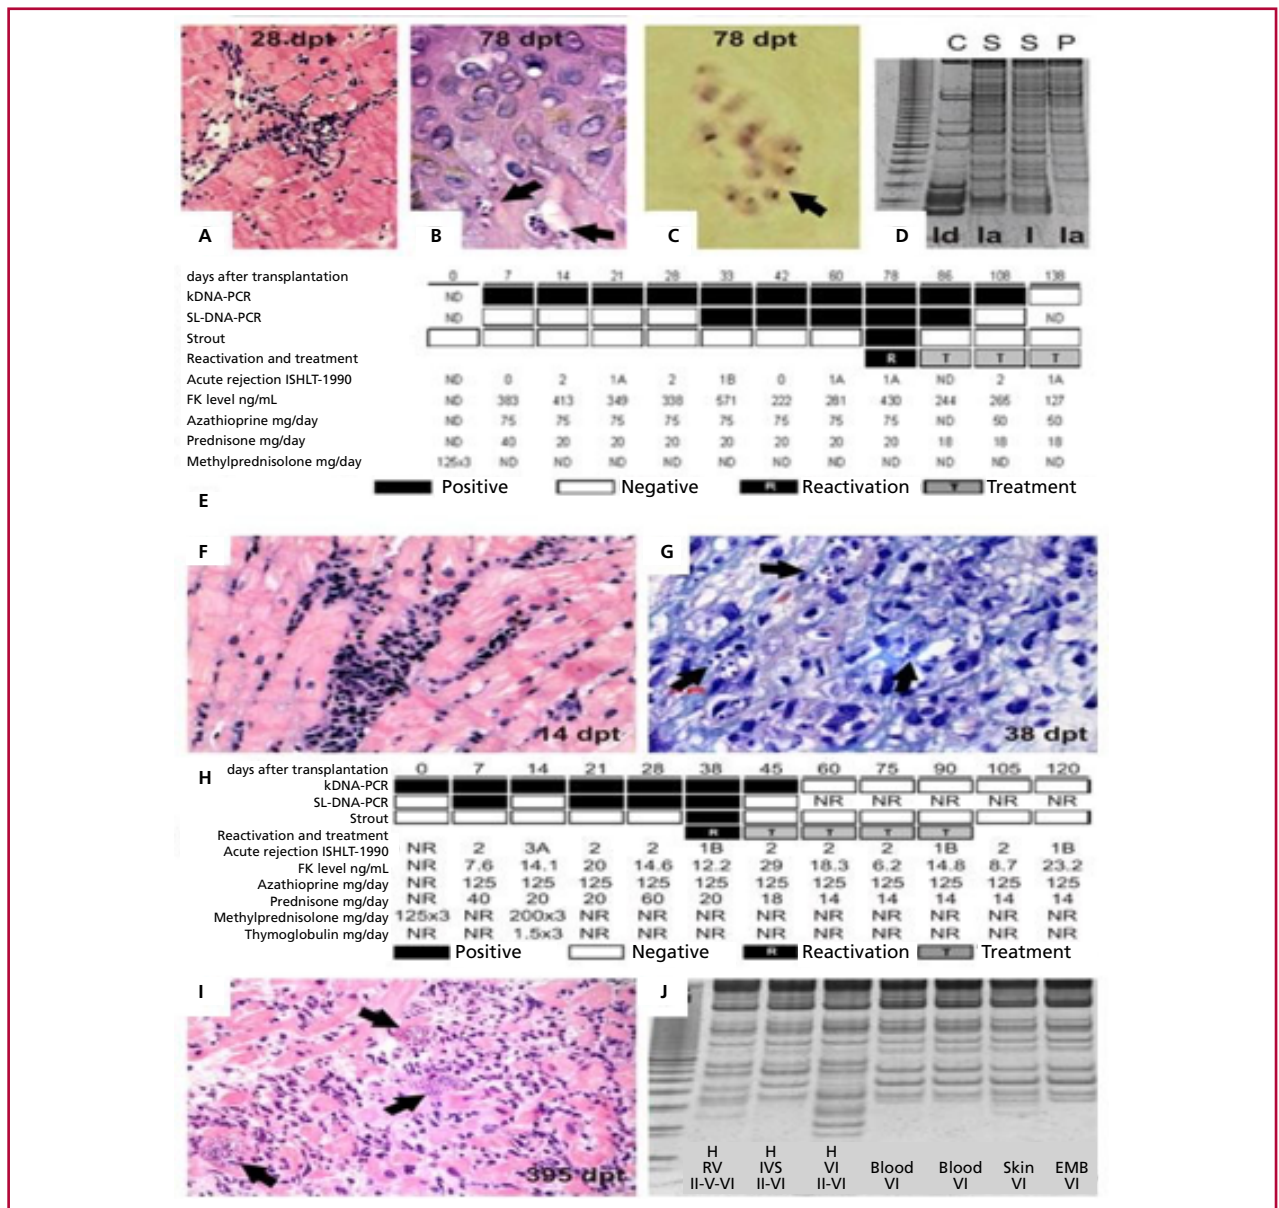 28 dpt 78 dpt 78 dpt C S S P
A B C D Id Ia I Ia
days after transplantation 0 7 14 21 28 33 42 60 78 86 108 138
kDNA-PCR ND
SL-DNA-PCR ND ND
Strout
Reactivation and treatment R T T T
Acute rejection ISHLT-1990 ND 0 2 1A 2 1B 0 1A 1A ND 2 1A
FK level ng/mL ND 383 413 349 338 571 222 281 430 244 265 127
Azathioprine mg/day ND 75 75 75 75 75 75 75 75 ND 50 50
Prednisone mg/day ND 40 20 20 20 20 20 20 20 18 18 18
Methylprednisolone mg/day 125x3 ND ND ND ND ND ND ND ND ND ND ND
Positive Negative R Reactivation T Treatment
E
F G
14 dpt 38 dpt
H days after transplantation 0 7 14 21 28 38 45 60 75 90 105 120
kDNA-PCR
SL-DNA-PCR NR NR NR NR NR
Strout
Reactivation and treatment R T T T T
Acute rejection ISHLT-1990 NR 2 3A 2 2 1B 2 2 2 1B 2 1B
FK level ng/mL NR 7.6 14.1 20 14.6 12.2 29 18.3 6.2 14.8 8.7 23.2
Azathioprine mg/day NR 125 125 125 125 125 125 125 125 125 125 125
Prednisone mg/day NR 40 20 20 60 20 18 14 14 14 14 14
Methylprednisolone mg/day 125x3 NR 200x3 NR NR NR NR NR NR NR NR NR
Thymoglobulin mg/day NR NR 1.5x3 NR NR NR NR NR NR NR NR NR
Positive Negative R Reactivation T Treatment
I J
395 dpt
H H H
RV IVS VI Blood Blood Skin EMB
II-V-VI II-VI II-VI VI VI VI VI